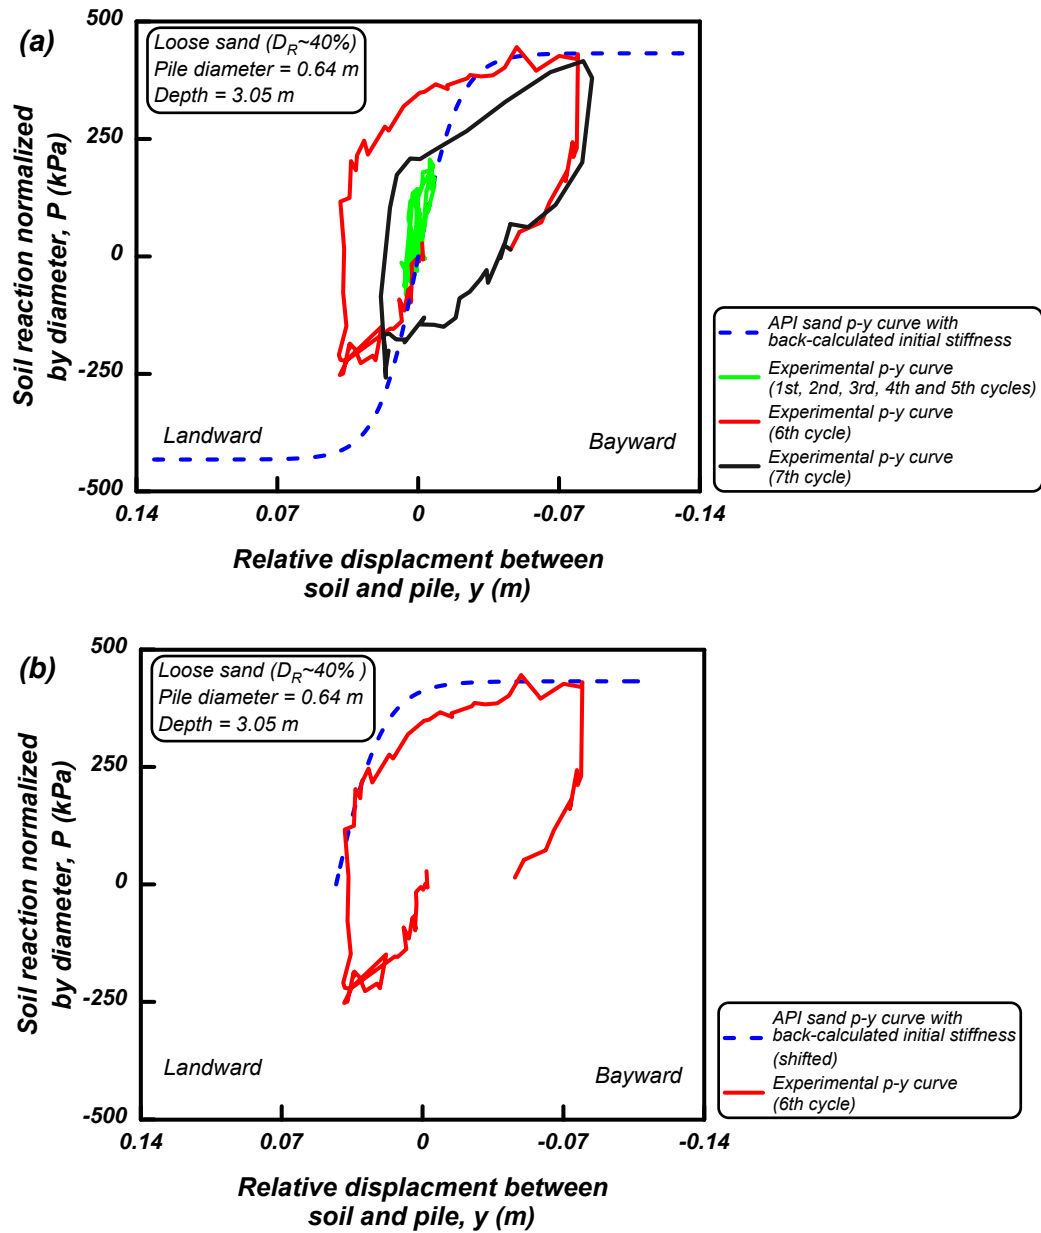 (a)
Loose sand (DR~40%)
Pile diameter = 0.64 m
Depth = 3.05 m
500
250
0
-250
-500
Soil reaction normalized
by diameter, P (kPa)
Landward
Bayward
0.14
0.07
0
-0.07
-0.14
Relative displacment between
soil and pile, y (m)
API sand p-y curve with
back-calculated initial stiffness
Experimental p-y curve
(1st, 2nd, 3rd, 4th and 5th cycles)
Experimental p-y curve
(6th cycle)
Experimental p-y curve
(7th cycle)
(b)
Loose sand (DR~40% )
Pile diameter = 0.64 m
Depth = 3.05 m
500
250
0
-250
-500
Soil reaction normalized
by diameter, P (kPa)
Landward
Bayward
0.14
0.07
0
-0.07
-0.14
Relative displacment between
soil and pile, y (m)
API sand p-y curve with
back-calculated initial stiffness
(shifted)
Experimental p-y curve
(6th cycle)